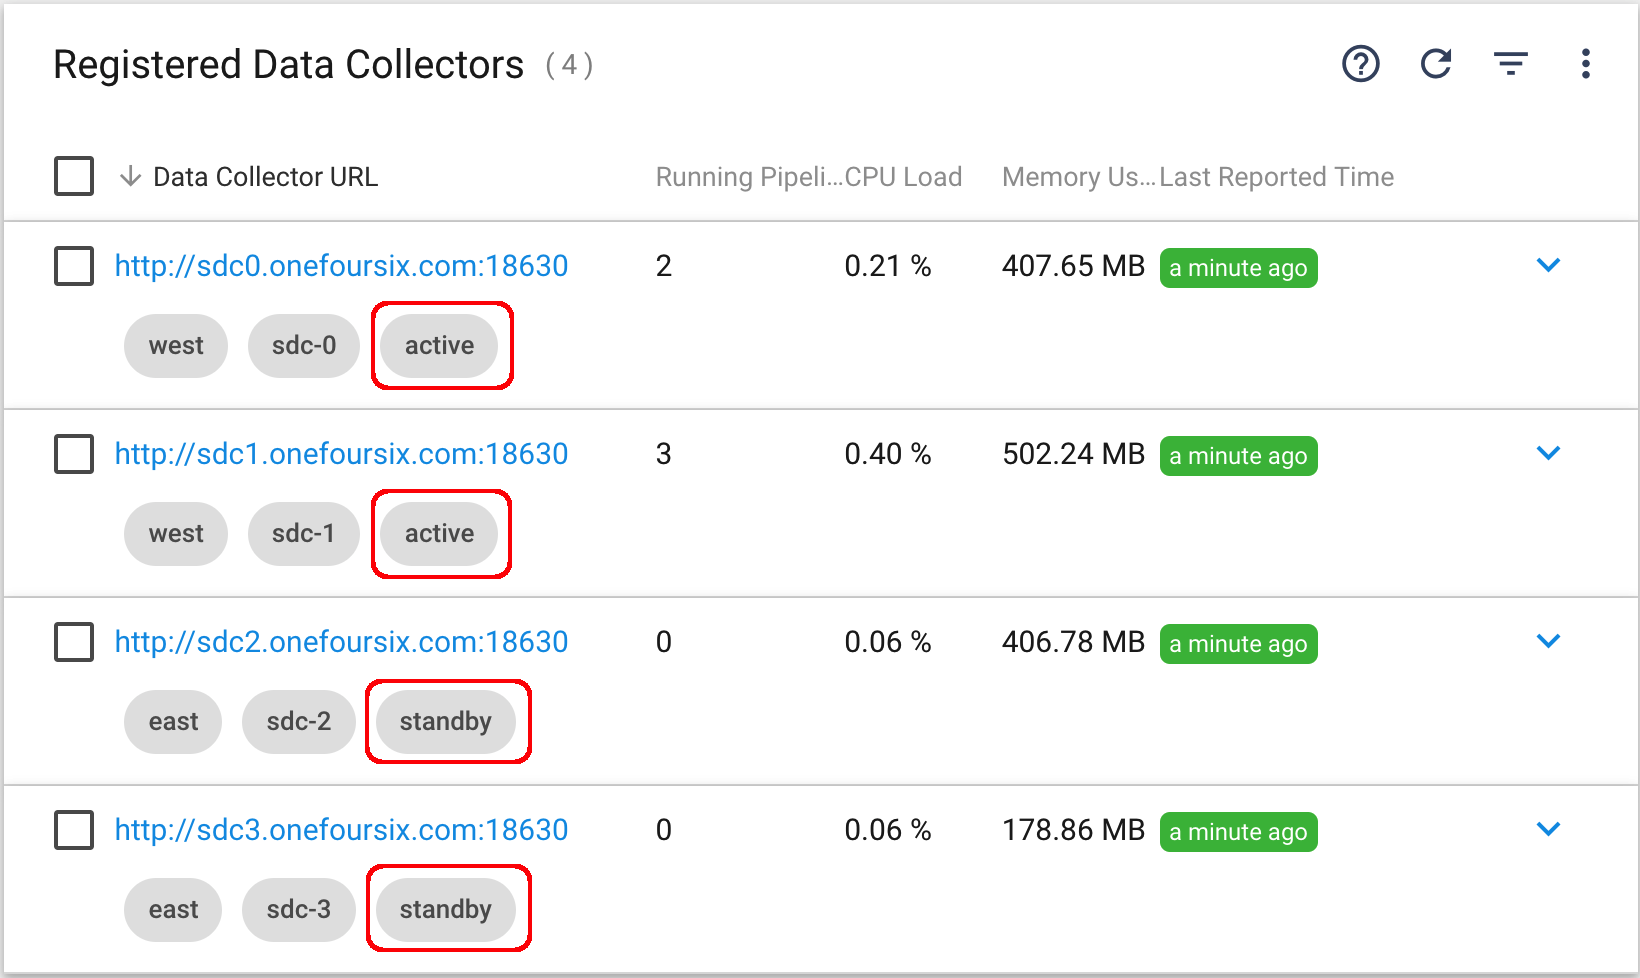 Registered Data Collectors (4)
Data Collector URL Running Pipeli... CPU Load Memory Us... Last Reported Time
http://sdc0.onefoursix.com:18630 2 0.21 % 407.65 MB a minute ago
west sdc-0 active
http://sdc1.onefoursix.com:18630 3 0.40 % 502.24 MB a minute ago
west sdc-1 active
http://sdc2.onefoursix.com:18630 0 0.06 % 406.78 MB a minute ago
east sdc-2 standby
http://sdc3.onefoursix.com:18630 0 0.06 % 178.86 MB a minute ago
east sdc-3 standby